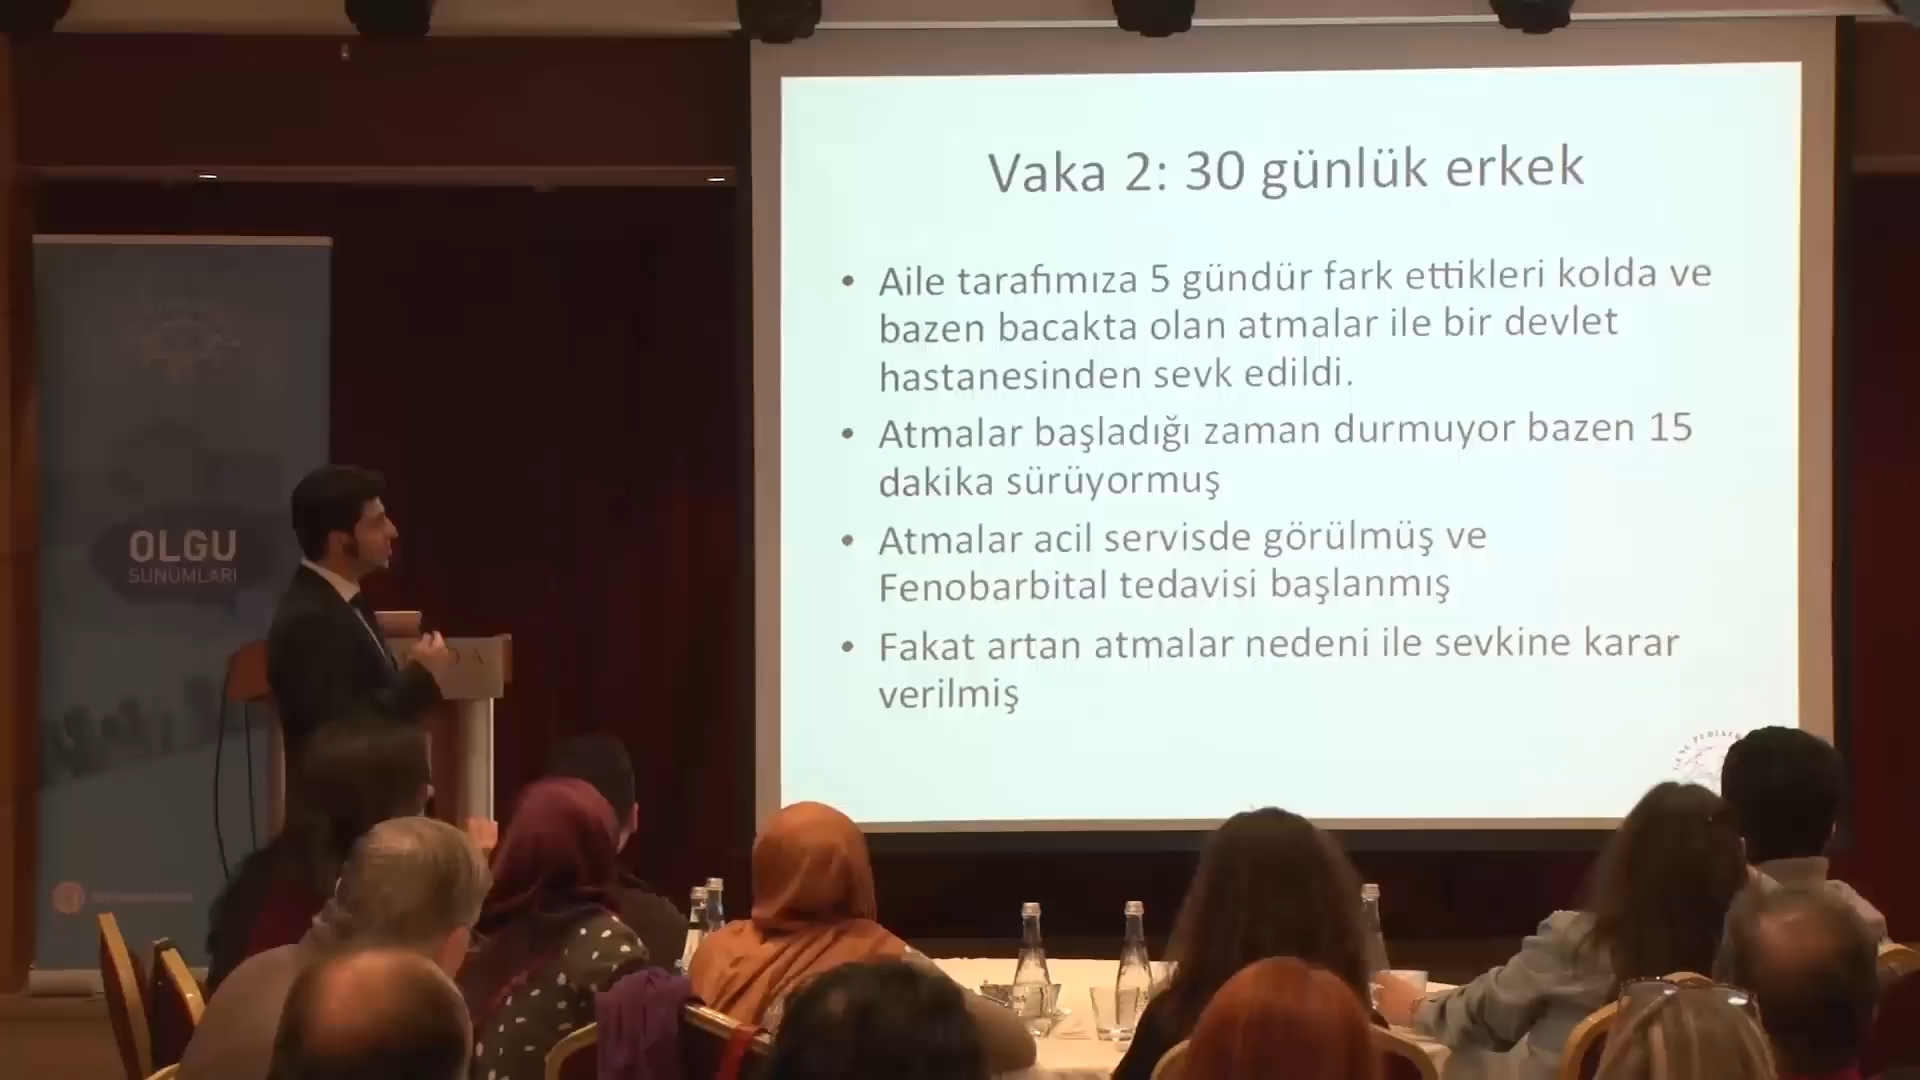 Vaka 2: 30 günlük erkek
• Aile tarafımıza 5 gündür fark ettikleri kolda ve
bazen bacakta olan atmalar ile bir devlet
hastanesinden sevk edildi.
• Atmalar başladığı zaman durmuyor bazen 15
dakika sürüyormuş
• Atmalar acil servisde görülmüş ve
Fenobarbital tedavisi başlanmış
• Fakat artan atmalar nedeni ile sevkine karar
verilmiş
OLGU
SUNUMLARI